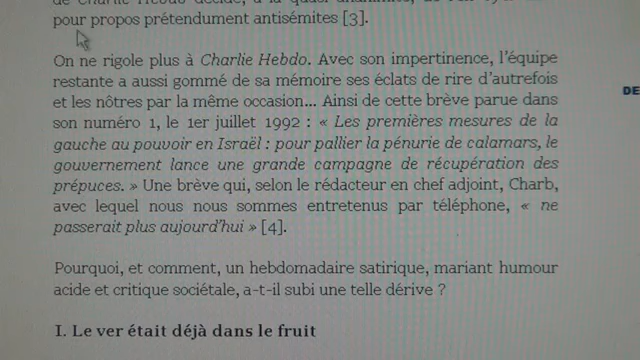 pour propos prétendument antisémites [3].
On ne rigole plus à Charlie Hebdo. Avec son impertinence, l'équipe
restante a aussi gommé de sa mémoire ses éclats de rire d'autrefois
et les nôtres par la même occasion... Ainsi de cette brève parue dans
son numéro 1, le 1er juillet 1992 : « Les premières mesures de la
gauche au pouvoir en Israël : pour pallier la pénurie de calamars, le
gouvernement lance une grande campagne de récupération des
prépuces. » Une brève qui, selon le rédacteur en chef adjoint, Charb,
avec lequel nous nous sommes entretenus par téléphone, « ne
passerait plus aujourd'hui » [4].
Pourquoi, et comment, un hebdomadaire satirique, mariant humour
acide et critique sociétale, a-t-il subi une telle dérive ?
I. Le ver était déjà dans le fruit
DE